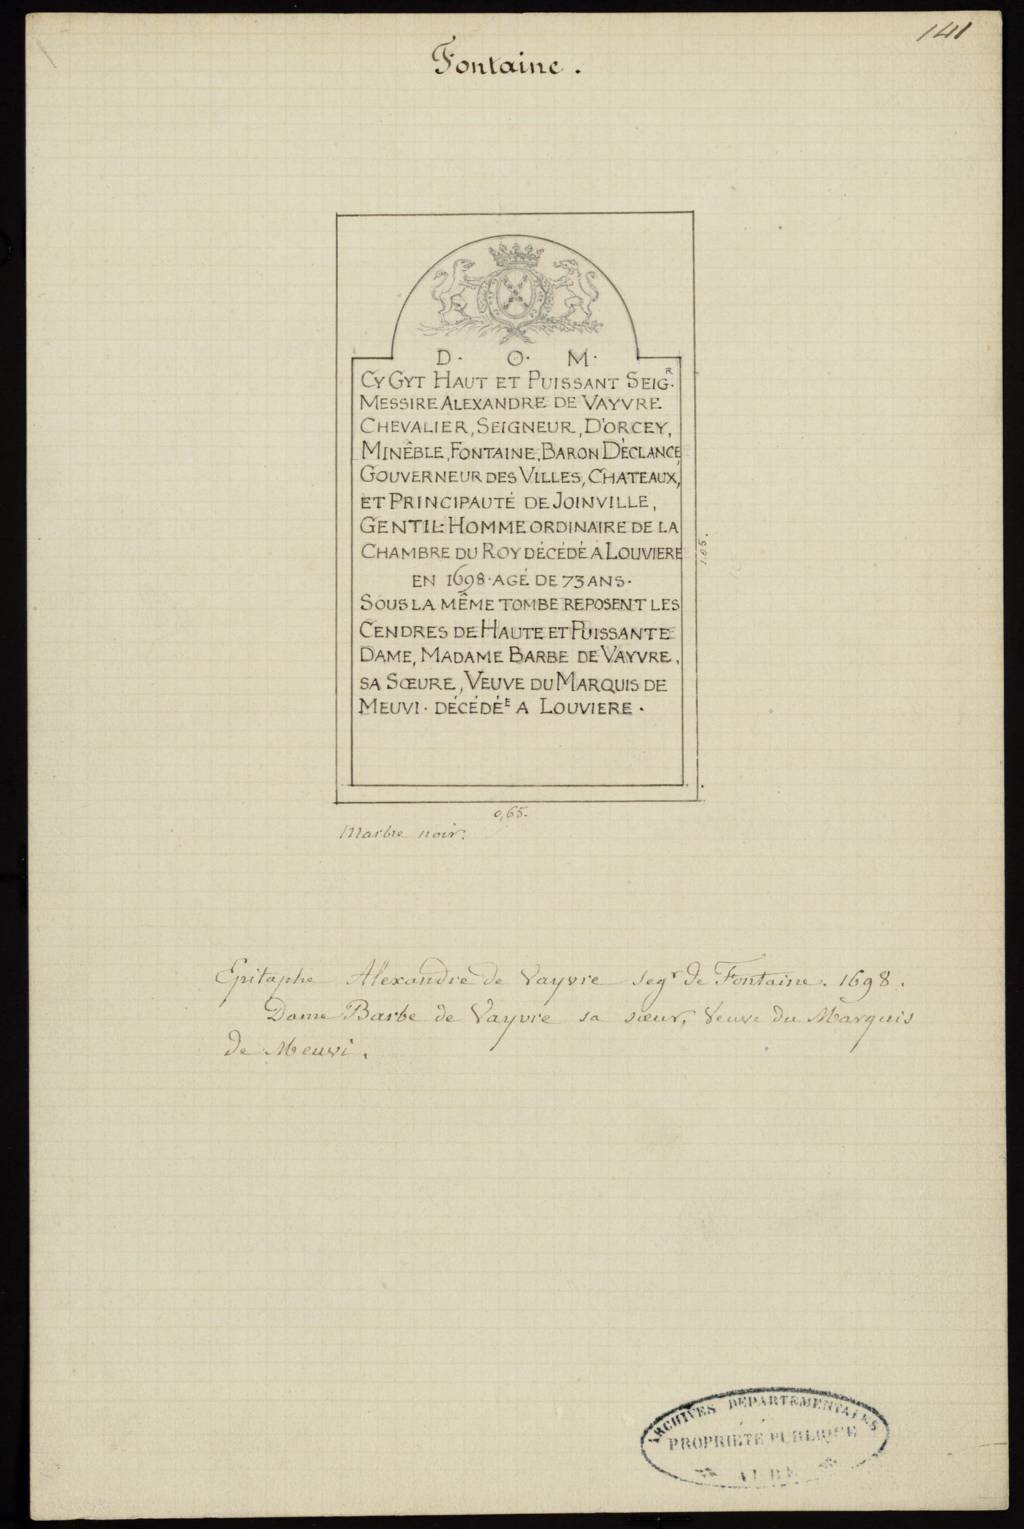 141
Fontaine.
D. O. M.
CY GYT HAUT ET PUISSANT SEIG.R
MESSIRE ALEXANDRE DE VAYVRE
CHEVALIER, SEIGNEUR, D'ORCEY,
MINÊBLE, FONTAINE, BARON D'ÉCLANCE,
GOUVERNEUR DES VILLES, CHATEAUX,
ET PRINCIPAUTÉ DE JOINVILLE,
GENTIL-HOMME ORDINAIRE DE LA
CHAMBRE DU ROY DÉCÉDÉ A LOUVIERE
EN 1698. AGÉ DE 73 ANS.
SOUS LA MÊME TOMBE REPOSENT LES
CENDRES DE HAUTE ET PUISSANTE
DAME, MADAME BARBE DE VAYVRE,
SA SŒURE, VEUVE DU MARQUIS DE
MEUVI. DÉCÉDÉE A LOUVIERE.
1.05.
0,65.
Marbre noir.
Epitaphe Alexandre de Vayvre segr de Fontaine. 1698.
Dame Barbe de Vayvre sa sœur, Veuve du Marquis
de Meuvi.
ARCHIVES DÉPARTEMENTALES
PROPRIÉTÉ PUBLIQUE
AUBE